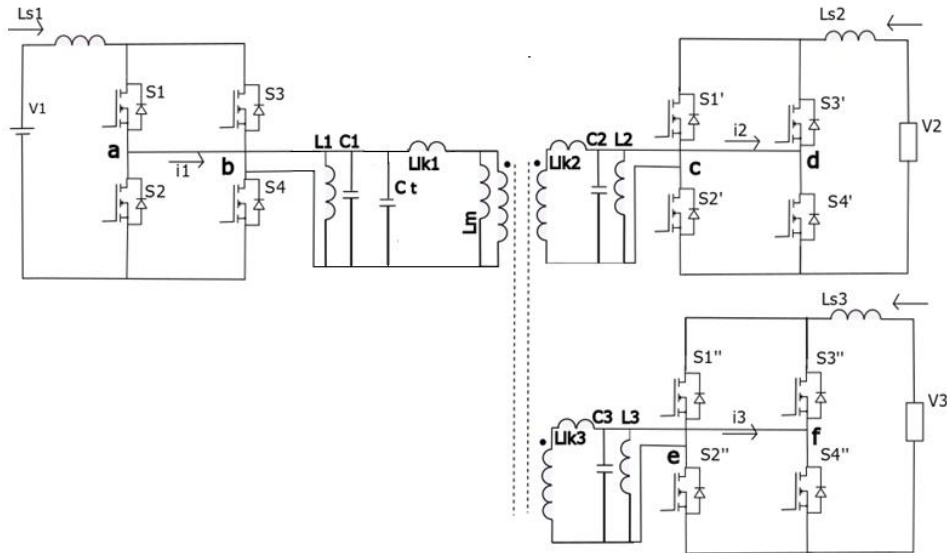 Ls1
V1
S1
S3
a
i1
b
S2
S4
L1 C1
C t
Llk1
Lm
Ls2
V2
S1'
S3'
C2 L2
Llk2
i2
c
d
S2'
S4'
Ls3
V3
S1''
S3''
C3 L3
Llk3
i3
e
f
S2''
S4''